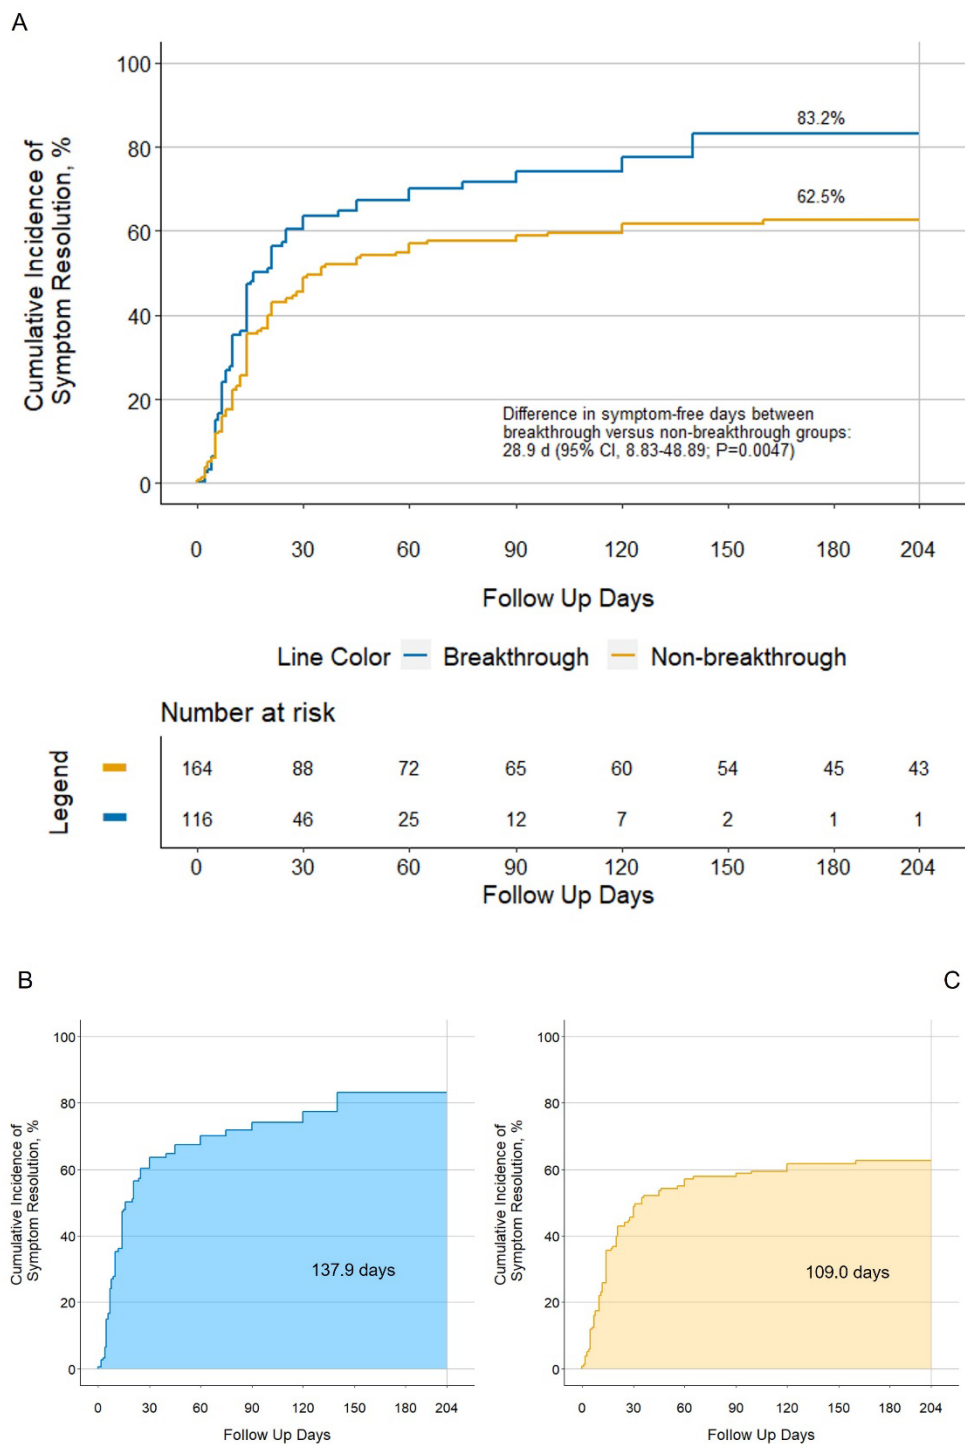 A
Cumulative Incidence of
Symptom Resolution, %
100
80
60
40
20
0
83.2%
62.5%
Difference in symptom-free days between
breakthrough versus non-breakthrough groups:
28.9 d (95% CI, 8.83-48.89; P=0.0047)
0 30 60 90 120 150 180 204
Follow Up Days
Line Color Breakthrough Non-breakthrough
Number at risk
Legend
164 88 72 65 60 54 45 43
116 46 25 12 7 2 1 1
0 30 60 90 120 150 180 204
Follow Up Days
B
Cumulative Incidence of
Symptom Resolution, %
100
80
60
40
20
0
137.9 days
0 30 60 90 120 150 180 204
Follow Up Days
C
Cumulative Incidence of
Symptom Resolution, %
100
80
60
40
20
0
109.0 days
0 30 60 90 120 150 180 204
Follow Up Days